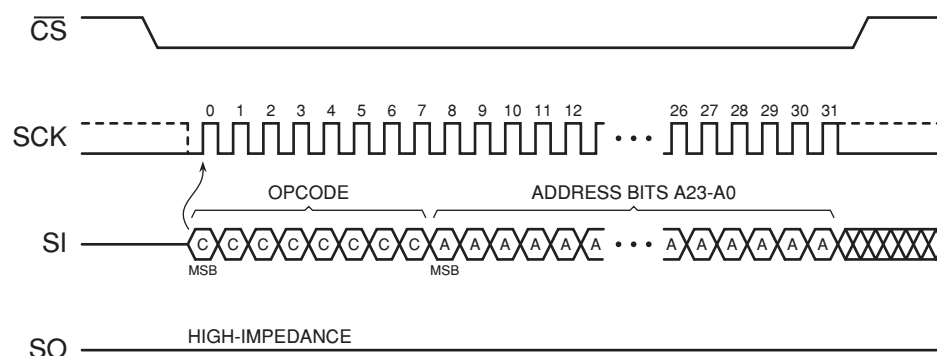 CS
SCK
0 1 2 3 4 5 6 7 8 9 10 11 12 • • • 26 27 28 29 30 31
OPCODE ADDRESS BITS A23-A0
SI
C C C C C C C C A A A A A A • • • A A A A A A
MSB MSB
HIGH-IMPEDANCE
SO